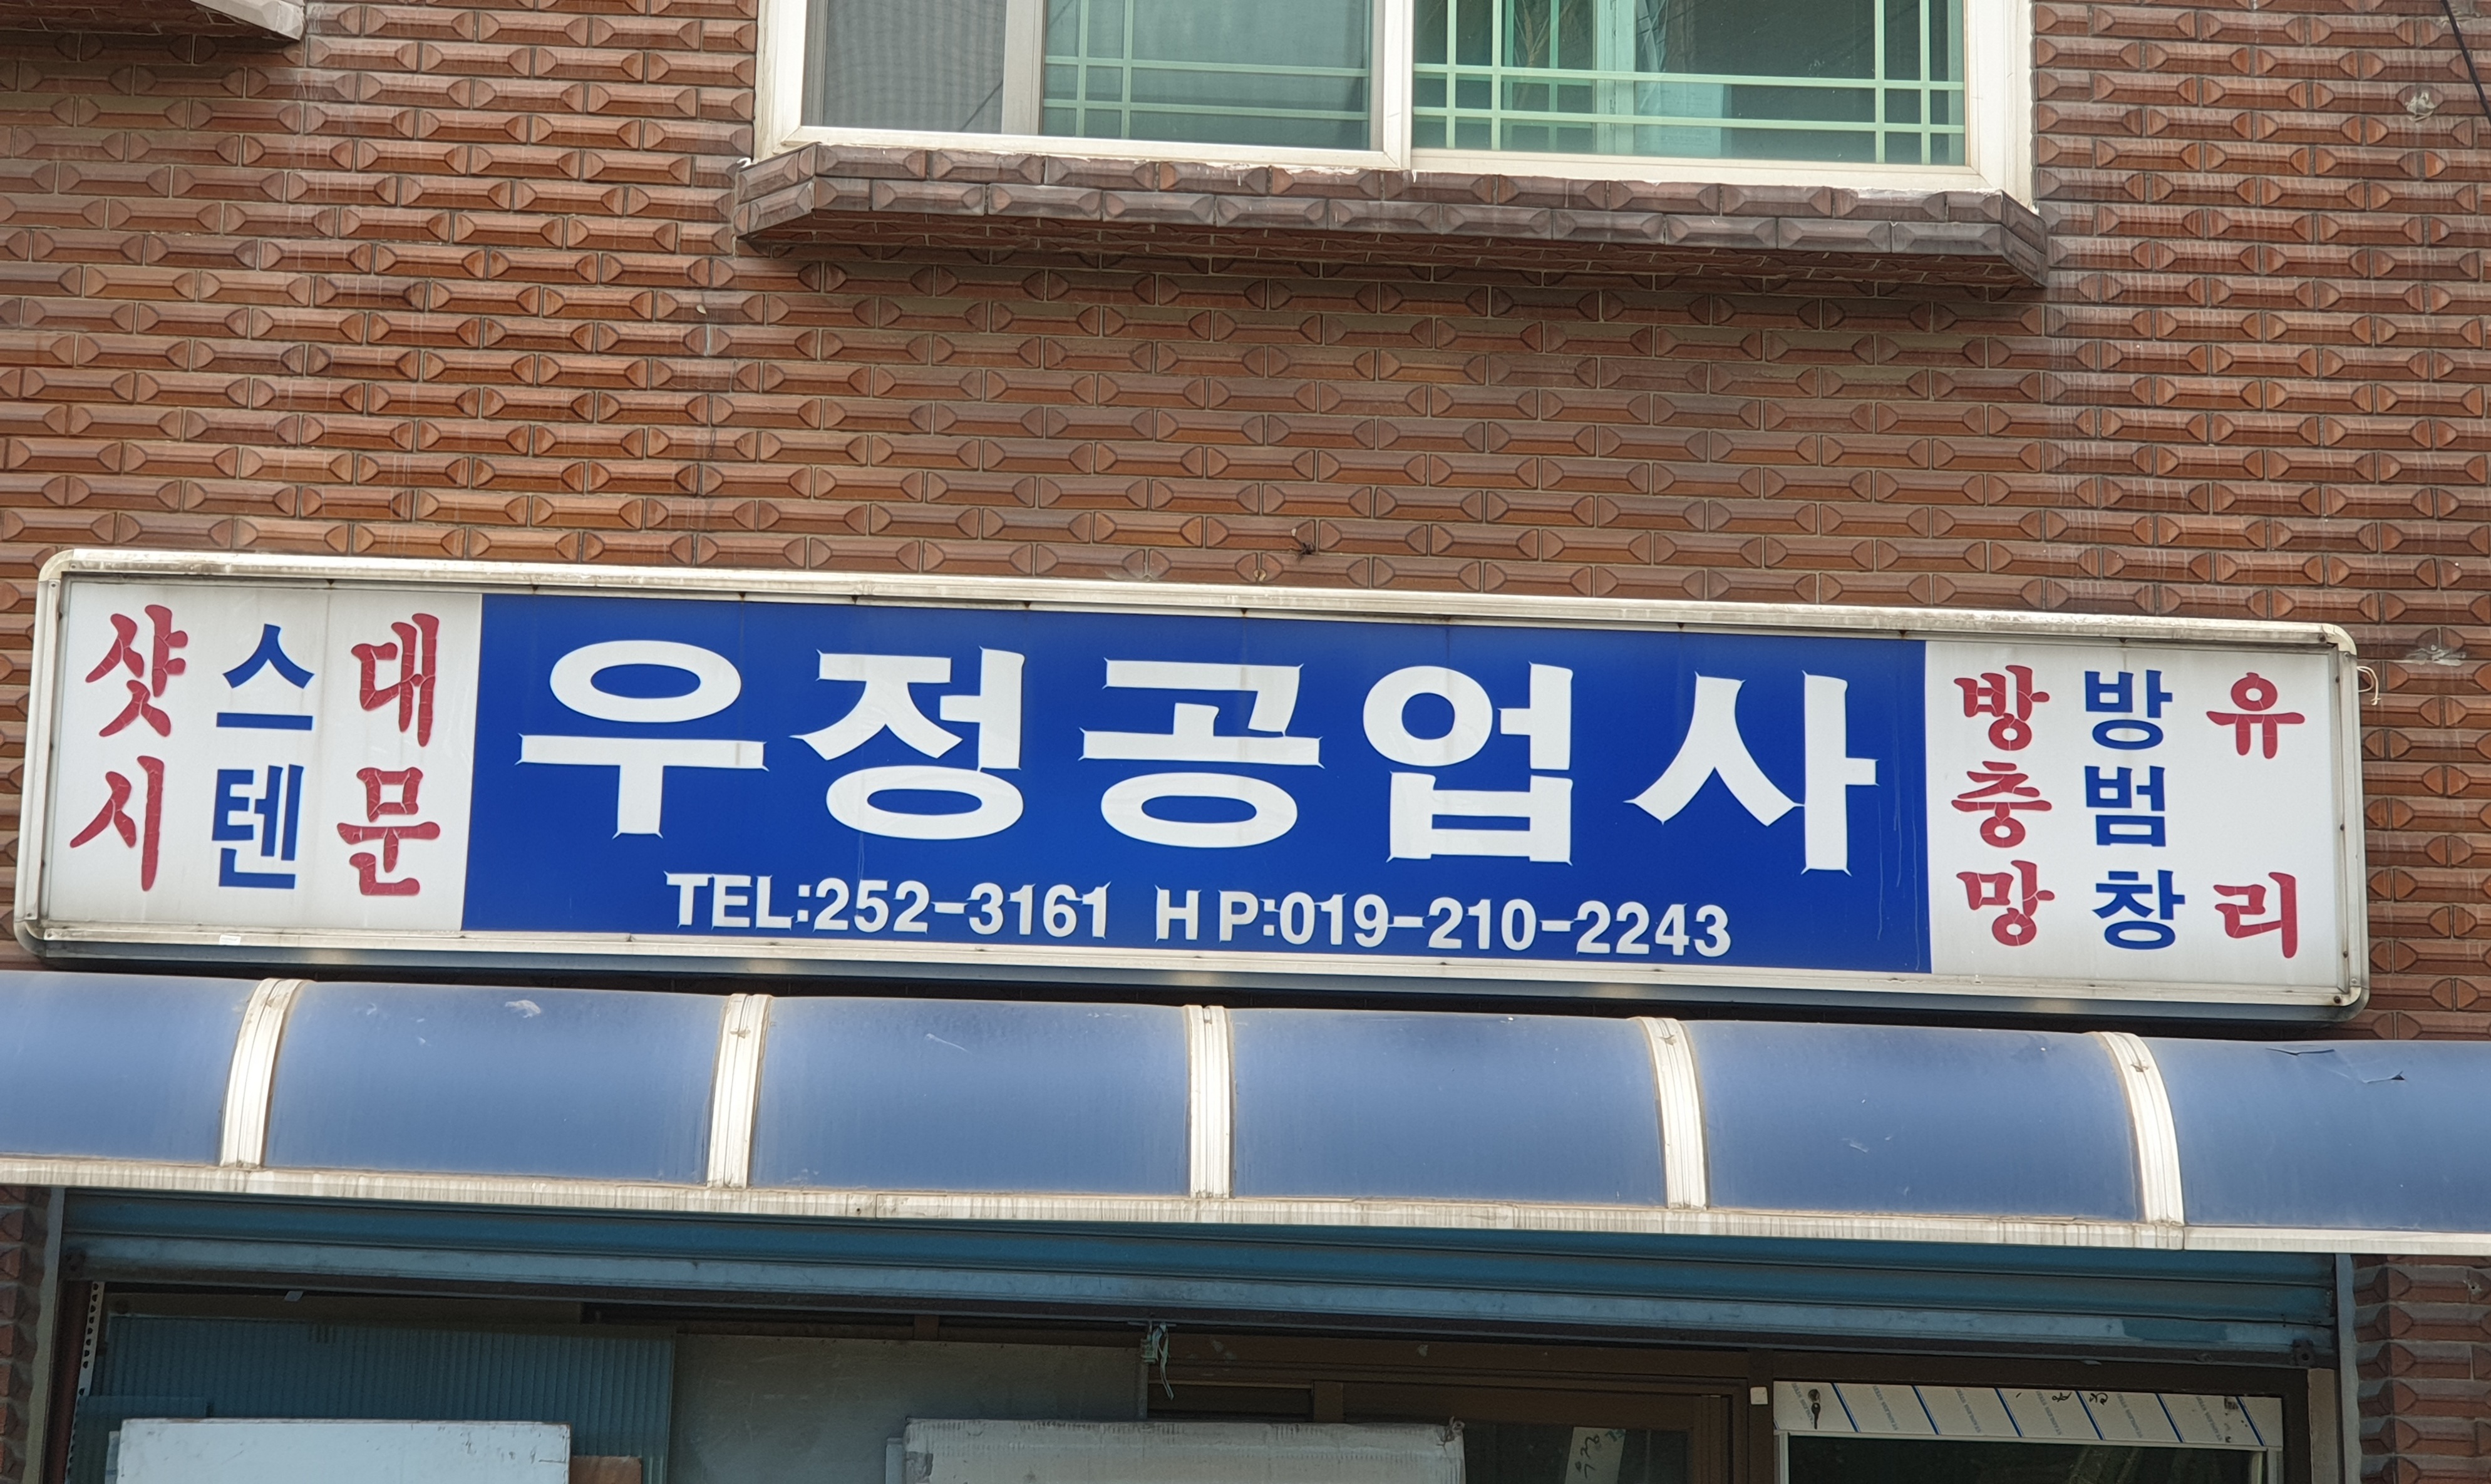 샷시
스텐
대문
우정공업사
TEL:252-3161 HP:019-210-2243
방충망
방범창
유리